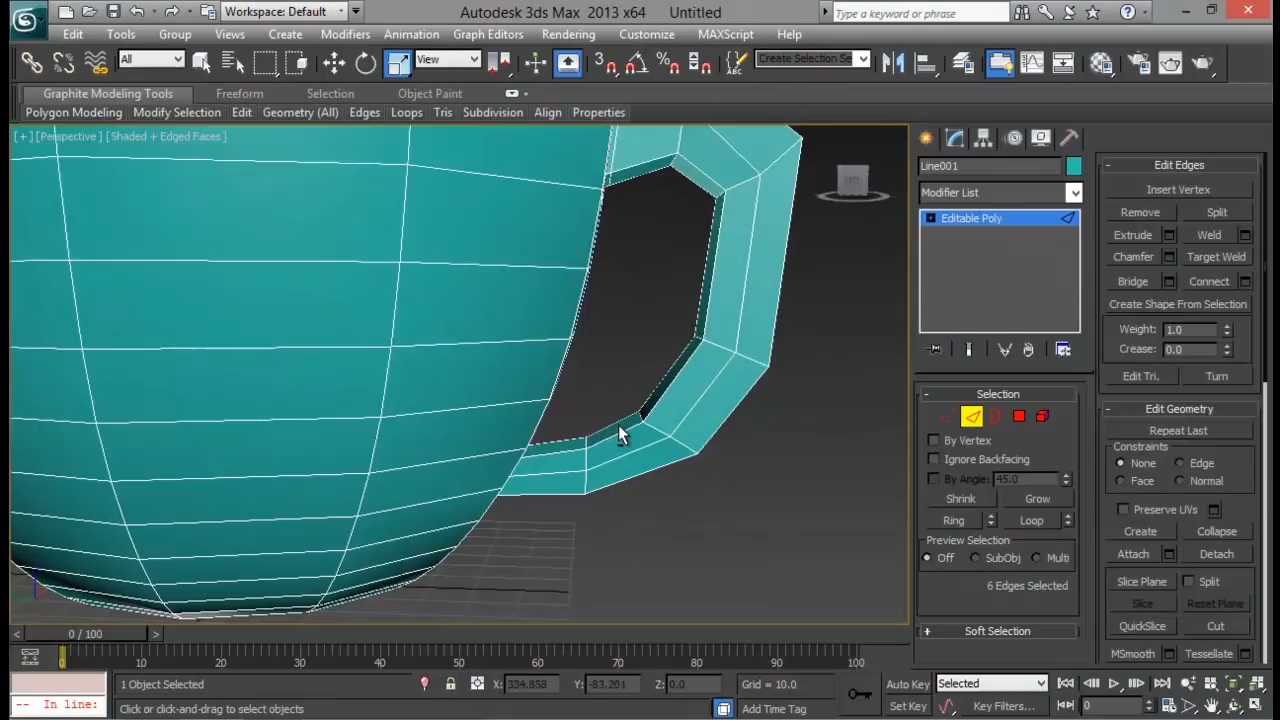 Workspace: Default
Autodesk 3ds Max 2013 x64 Untitled
Type a keyword or phrase
Edit Tools Group Views Create Modifiers Animation Graph Editors Rendering Customize MAXScript Help
All
View
Create Selection Se
Graphite Modeling Tools Freeform Selection Object Paint
Polygon Modeling Modify Selection Edit Geometry (All) Edges Loops Tris Subdivision Align Properties
[+] [Perspective] [Shaded + Edged Faces]
Line001
Modifier List
Editable Poly
- Selection
By Vertex
Ignore Backfacing
By Angle: 45.0
Shrink Grow
Ring Loop
Preview Selection
Off SubObj Multi
6 Edges Selected
+ Soft Selection
- Edit Edges
Insert Vertex
Remove Split
Extrude Weld
Chamfer Target Weld
Bridge Connect
Create Shape From Selection
Weight: 1.0
Crease: 0.0
Edit Tri. Turn
- Edit Geometry
Repeat Last
Constraints
None Edge
Face Normal
Preserve UVs
Create Collapse
Attach Detach
Slice Plane Split
Slice Reset Plane
QuickSlice Cut
MSmooth Tessellate
< 0 / 100 >
0 10 20 30 40 50 60 70 80 90 100
1 Object Selected X: 334.858 Y: -83.201 Z: 0.0 Grid = 10.0 Auto Key Selected
-- In line: Click or click-and-drag to select objects Add Time Tag Set Key Key Filters... 0